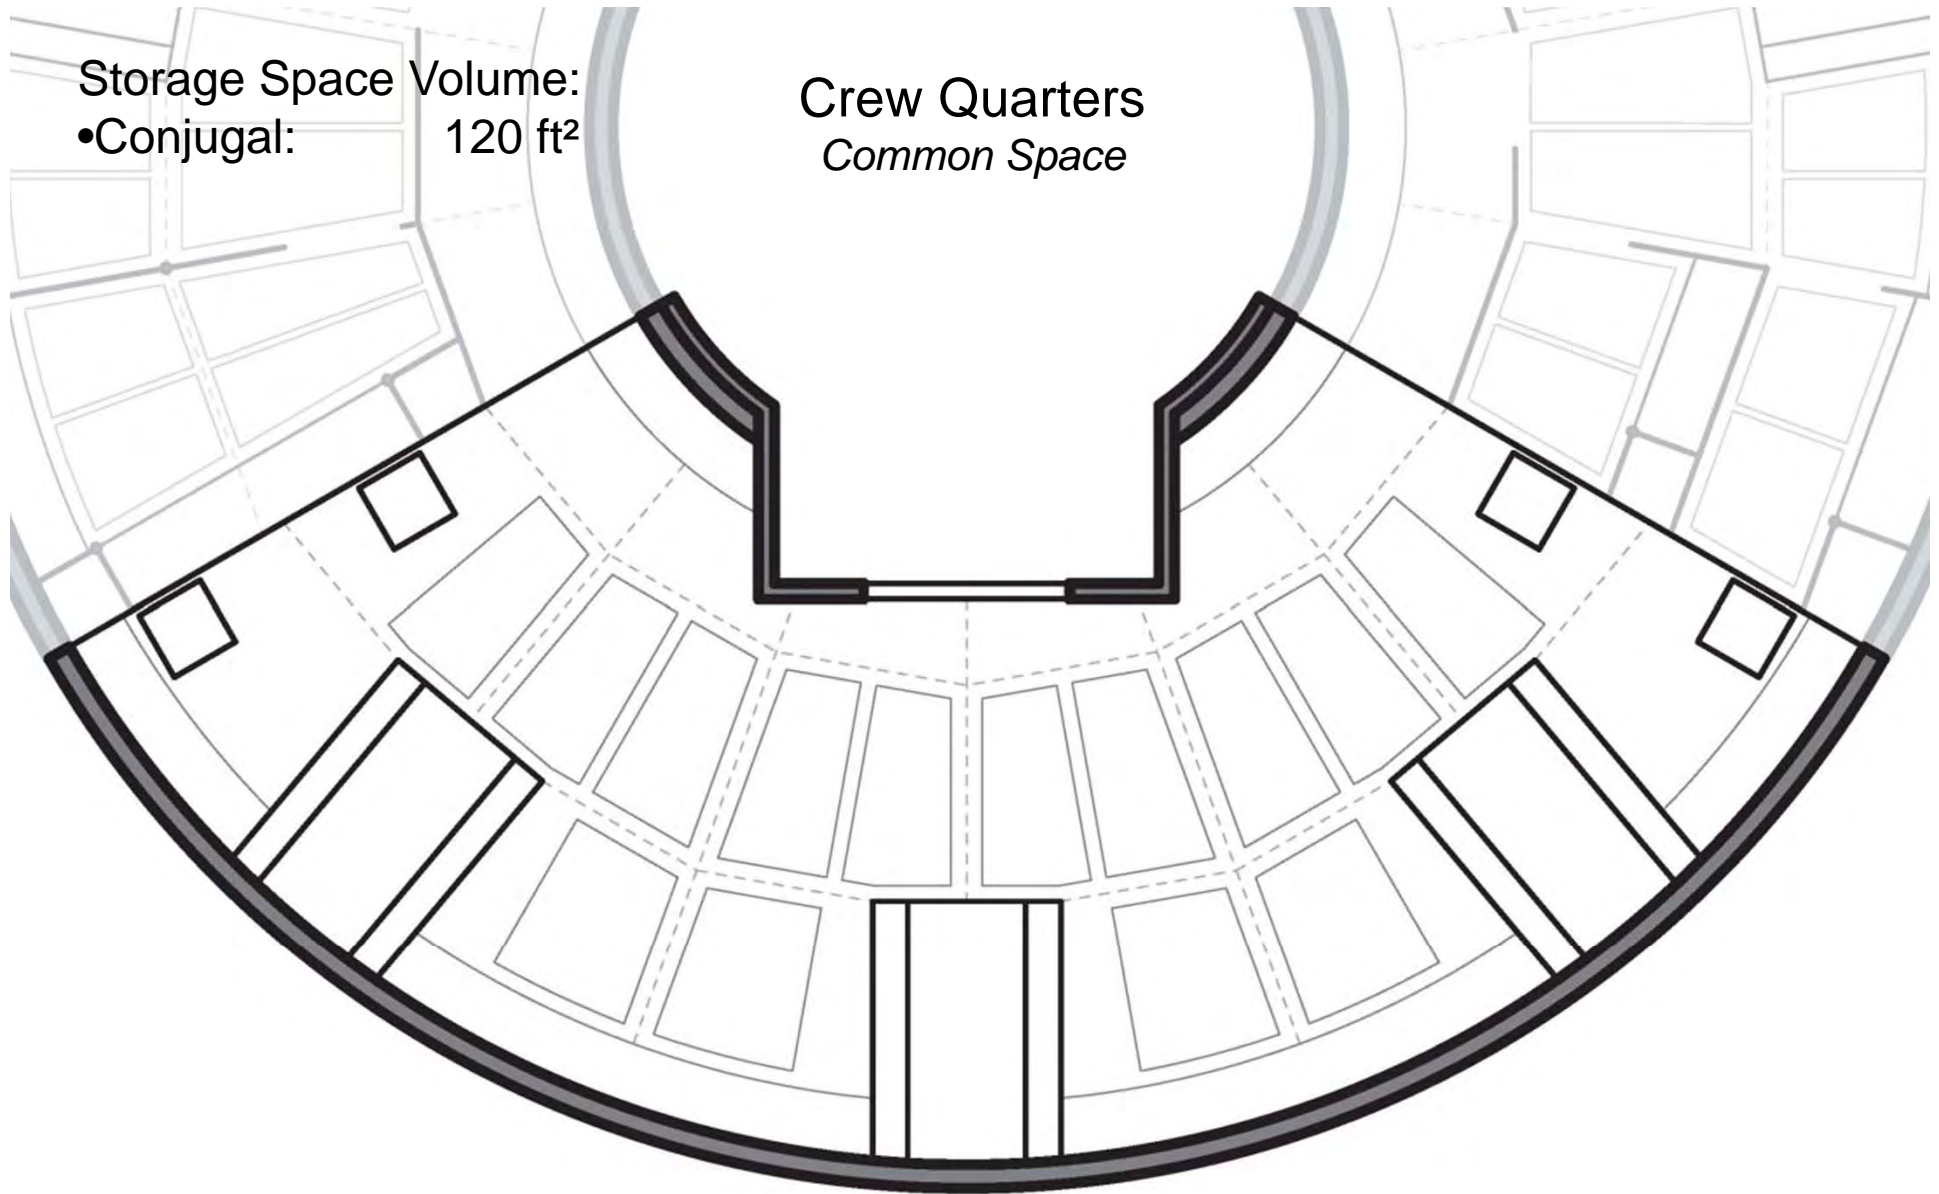 Storage Space Volume:
•Conjugal: 120 ft²
Crew Quarters
Common Space